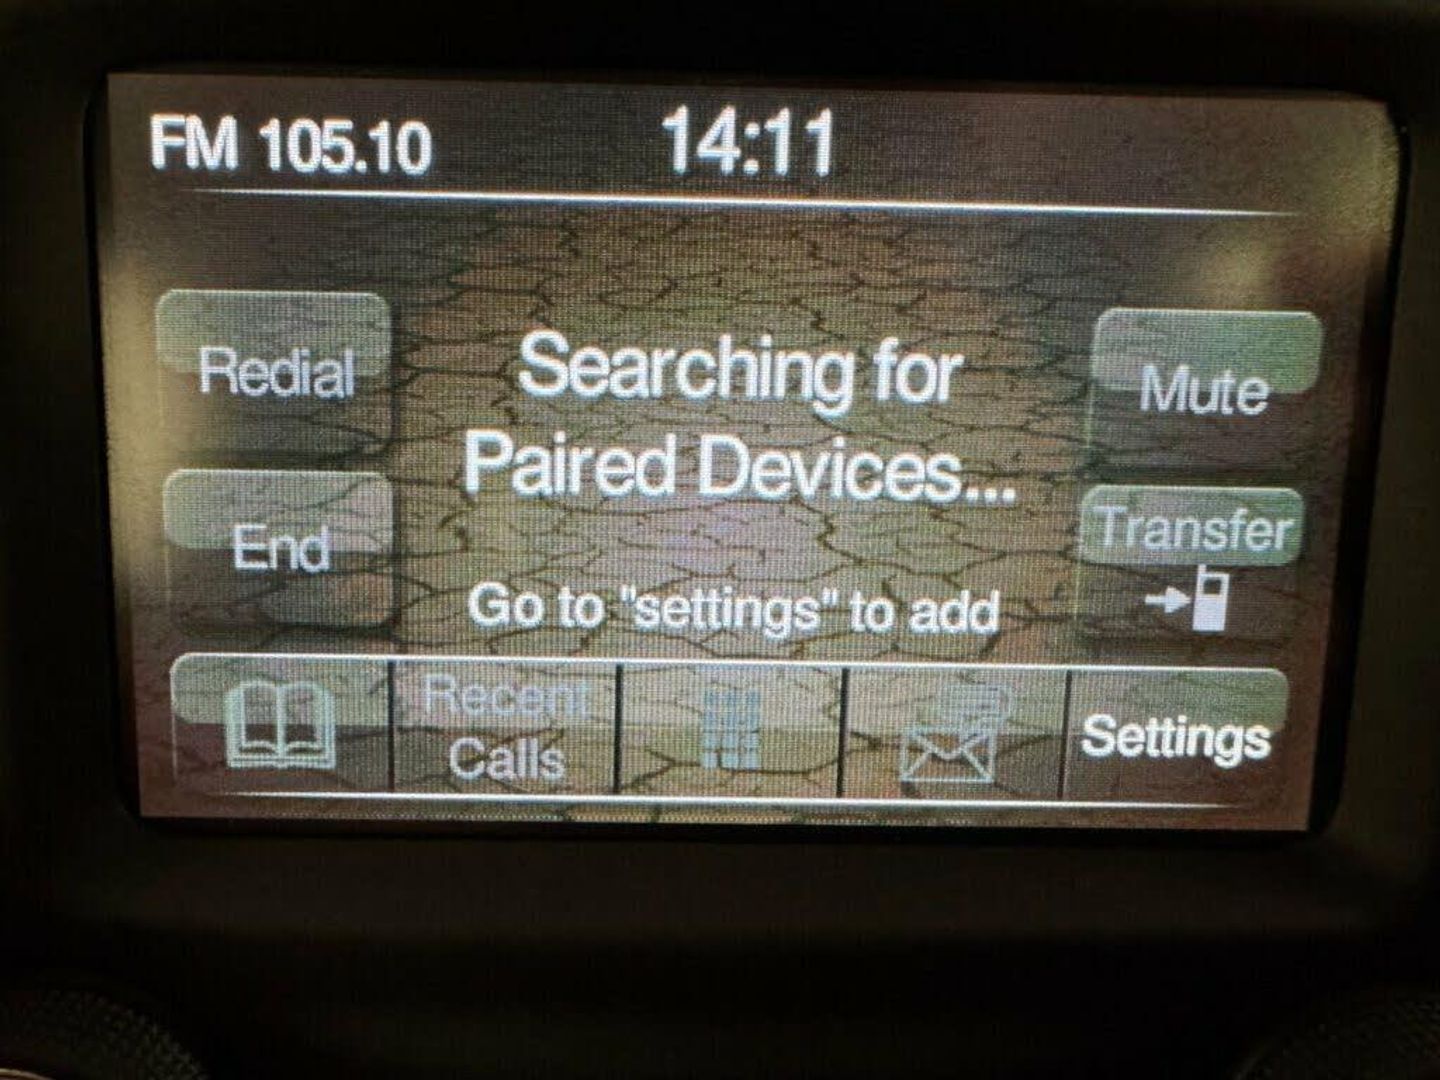 FM 105.10
14:11
Redial
Searching for
Paired Devices...
Mute
End
Transfer
Go to "settings" to add
Recent
Calls
Settings